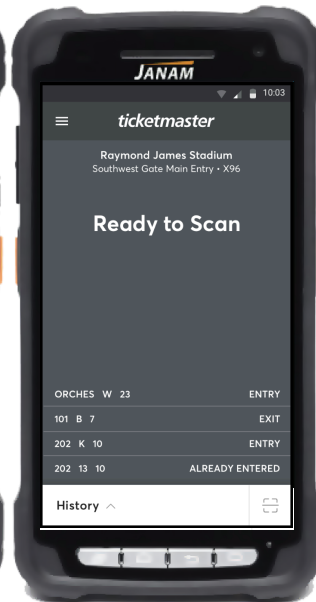 JANAM
10:03
ticketmaster
Raymond James Stadium
Southwest Gate Main Entry • X96
Ready to Scan
ORCHES W 23 ENTRY
101 B 7 EXIT
202 K 10 ENTRY
202 13 10 ALREADY ENTERED
History